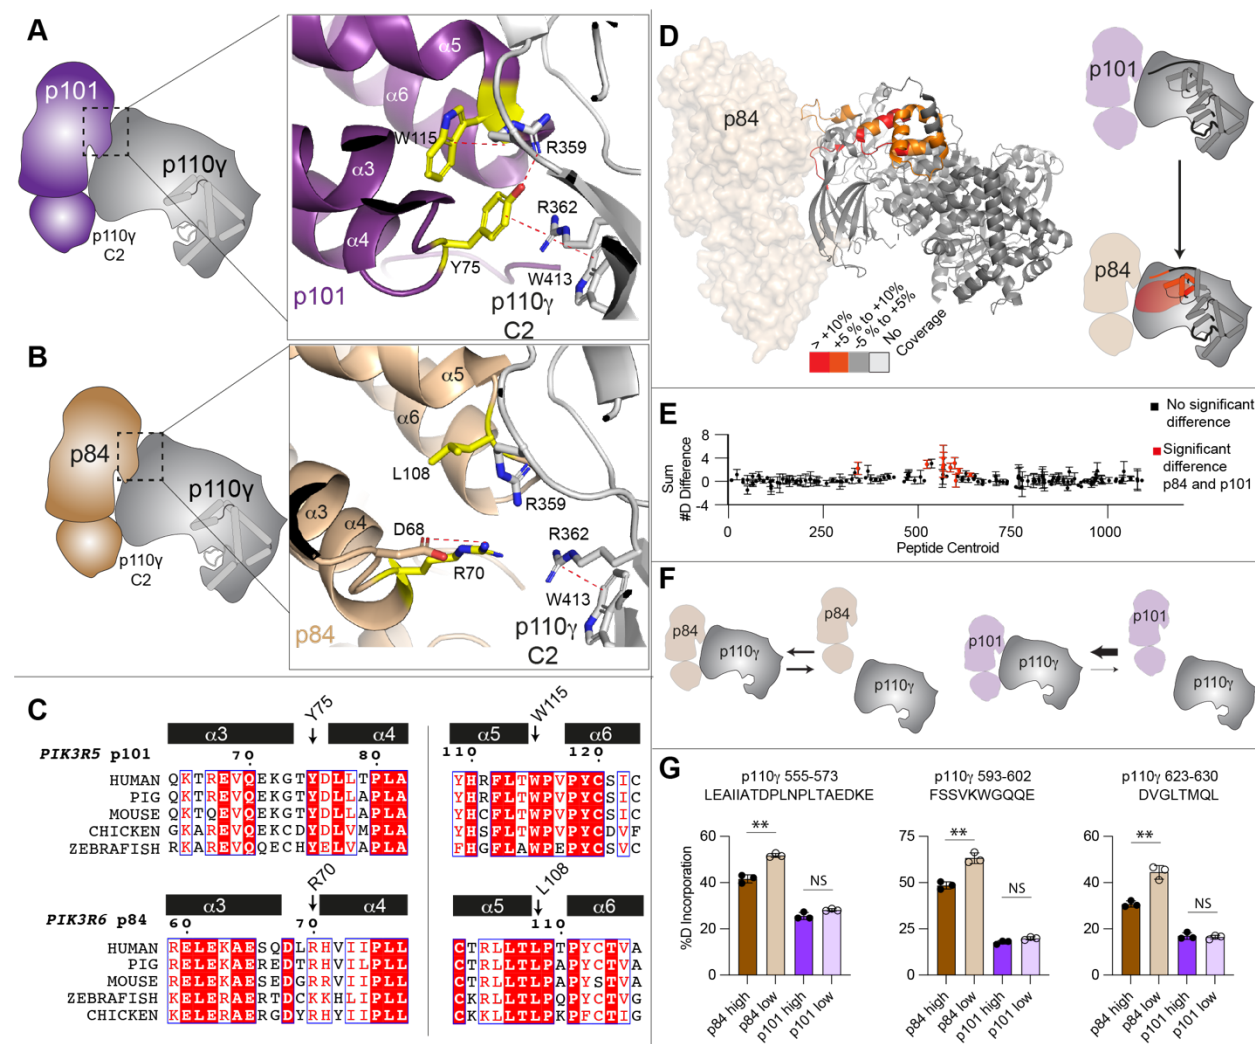 A
p101
p110γ
p110γ
C2
α5
α6
W115
R359
α3
R362
α4
Y75
W413
p101
p110γ
C2
B
p84
p110γ
p110γ
C2
α5
α6
L108
R359
α3
α4
D68
R362
R70
W413
p84
p110γ
C2
C
Y75
W115
α3
α4
α5
α6
70
80
110
120
PIK3R5 p101
HUMAN QKTREVQEKGTYDLLTPLA YHRFLTWPVPYCSIC
PIG QKTREVQEKGTYDLLAPLA YHRFLTWPVPYCSIC
MOUSE QKTQEVQEKGTYDLLAPLA YHRFLTWPVPYCSIC
CHICKEN GKAREVQEKCDYDLVMPLA YHSFLTWPVPYCDVF
ZEBRAFISH RKAREVQQECHYELVPALA FHGFLAWPEPYCSVC
R70
L108
α3
α4
α5
α6
60
70
110
PIK3R6 p84
HUMAN RELEKAESQDLRHVIIPLL CTRLLTLPTPYCTVA
PIG RELEKAEREDTRHVILPLL CTRLLTLPAPYCTVA
MOUSE RELEKAESEDGRRVIIPLL CTRLLTLPAPYSTVA
ZEBRAFISH KELERAERTDCKKHLIPLL CKRLLTLPQPYCTVG
CHICKEN KELEKAERGDYRHYIIPLL CKKLLTLPKPFCTIG
D
p84
> +10%
+5 % to +10%
-5 % to +5%
No
Coverage
p101
p84
E
Sum
#D Difference
8
4
0
-4
0
250
500
750
1000
Peptide Centroid
No significant
difference
Significant
difference
p84 and p101
F
p84
p110γ
p84
p110γ
p101
p110γ
p101
p110γ
G
p110γ 555-573
LEAIIATDPLNPLTAEDKE
p110γ 593-602
FSSVKWGQQE
p110γ 623-630
DVGLTMQL
%D Incorporation
60
40
20
0
**
NS
p84 high
p84 low
p101 high
p101 low
75
50
25
0
**
NS
p84 high
p84 low
p101 high
p101 low
60
40
20
0
**
NS
p84 high
p84 low
p101 high
p101 low